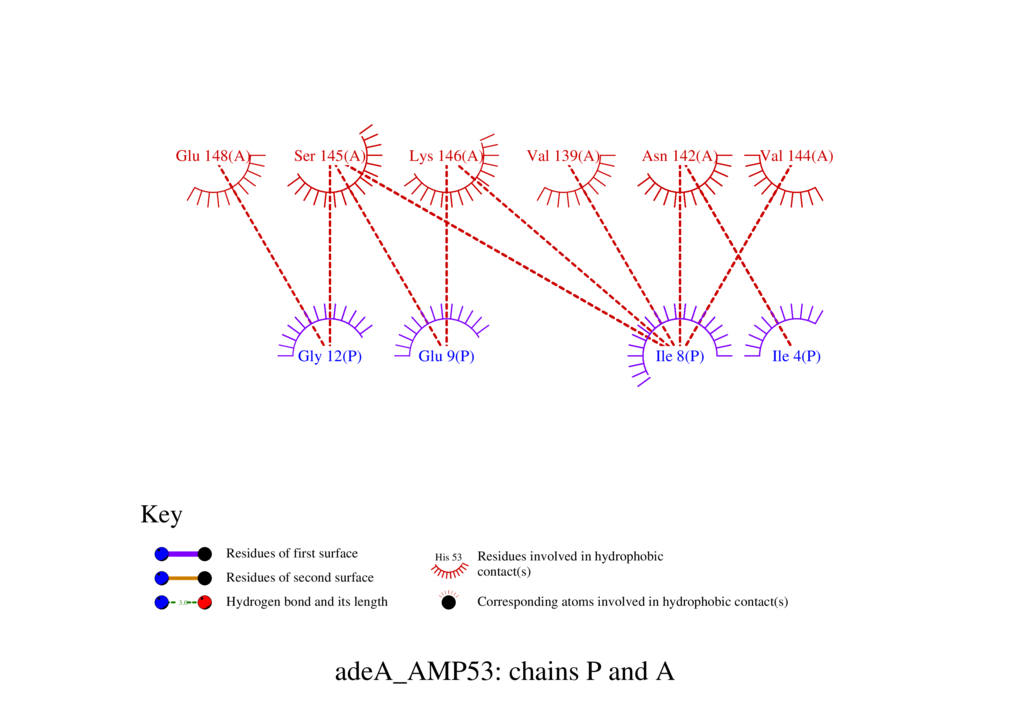 Glu 148(A) Ser 145(A) Lys 146(A) Val 139(A) Asn 142(A) Val 144(A)
Gly 12(P) Glu 9(P) Ile 8(P) Ile 4(P)
Key
Residues of first surface
Residues of second surface
3.0
Hydrogen bond and its length
His 53
Residues involved in hydrophobic
contact(s)
Corresponding atoms involved in hydrophobic contact(s)
adeA_AMP53: chains P and A